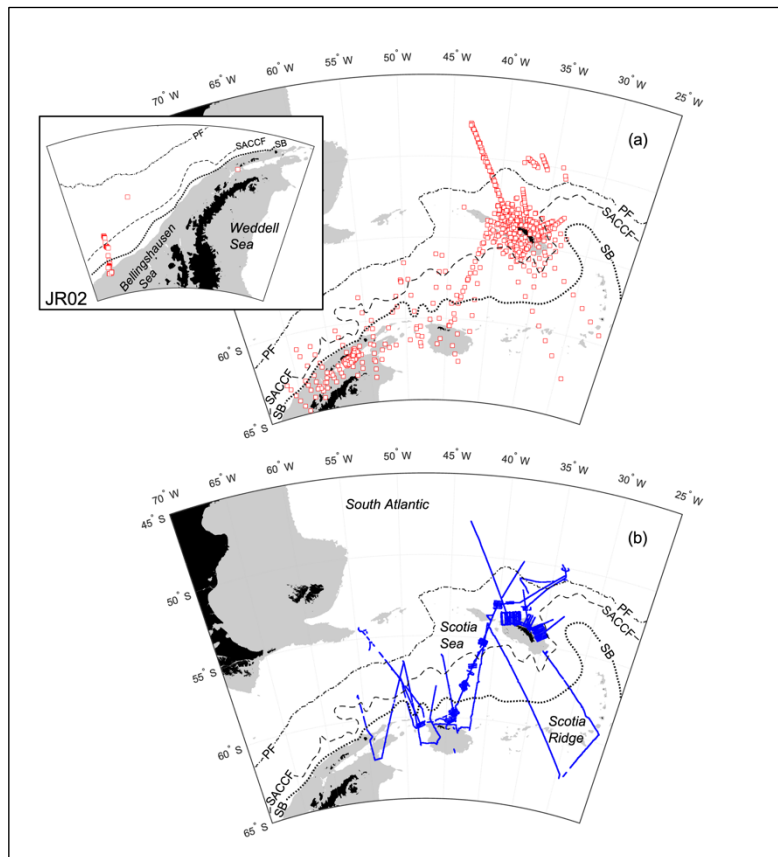 70° W
65° W
60° W
55° W
50° W
45° W
40° W
35° W
30° W
25° W
(a)
PF
SACCF
SB
Weddell
Sea
Bellingshausen
Sea
JR02
PF
SACCF
SB
60° S
PF
SACCF
SB
65° S
70° W
65° W
60° W
55° W
50° W
45° W
40° W
35° W
30° W
25° W
45° S
South Atlantic
(b)
50° S
PF
SACCF
SB
Scotia
Sea
55° S
Scotia
Ridge
60° S
PF
SACCF
SB
65° S